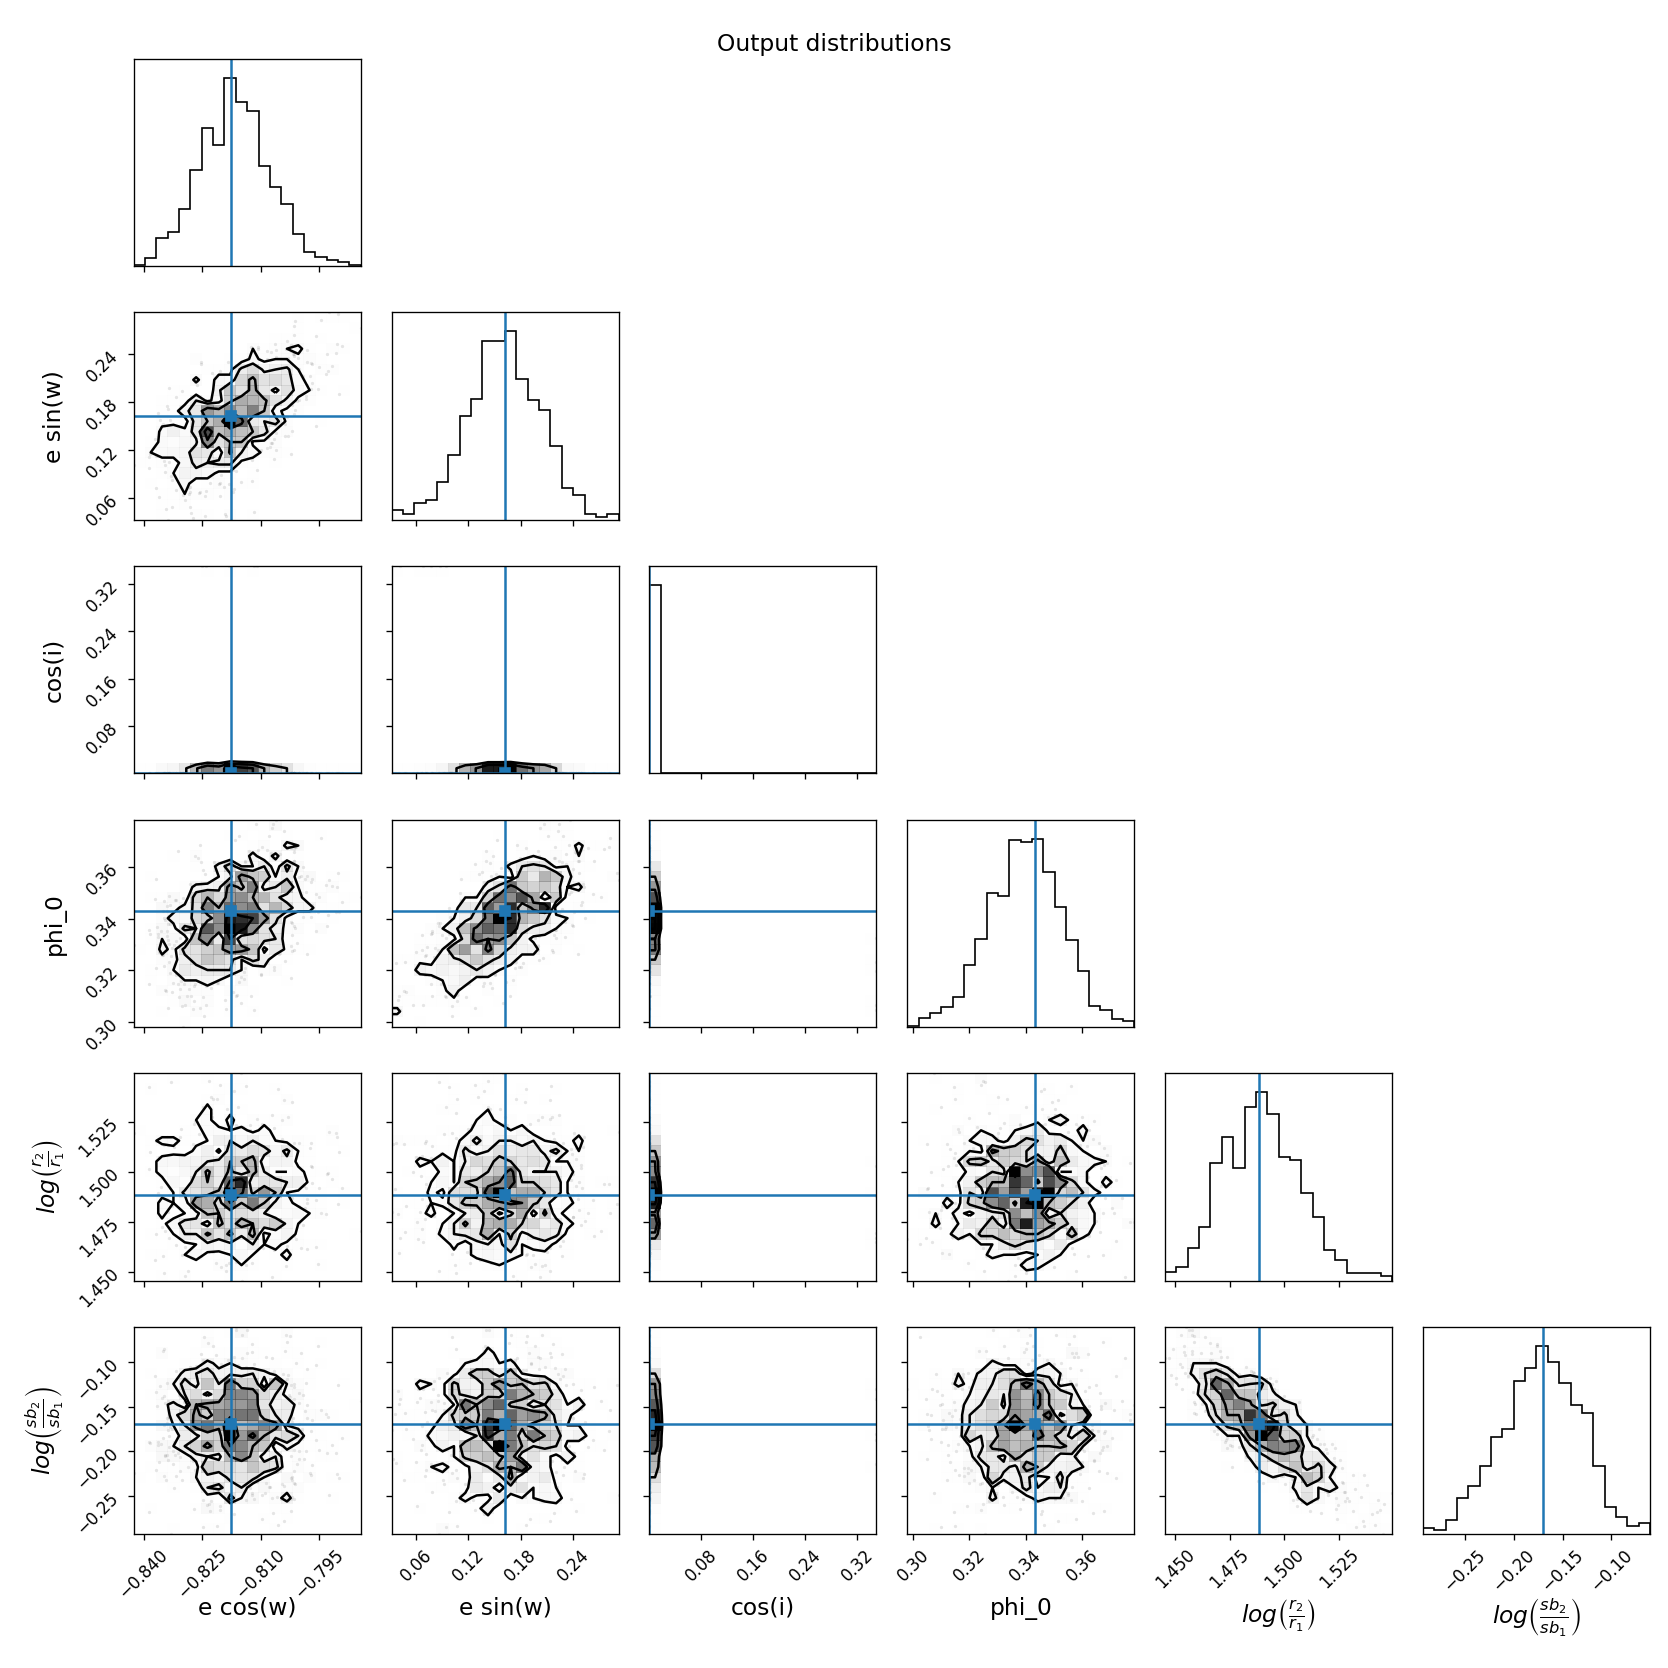 Output distributions
e sin(w)
0.24
0.18
0.12
0.06
cos(i)
0.32
0.24
0.16
0.08
phi_0
0.36
0.34
0.32
0.30
log(r₂/r₁)
1.525
1.500
1.475
1.450
log(sb₂/sb₁)
−0.10
−0.15
−0.20
−0.25
−0.840 −0.825 −0.810 −0.795 0.06 0.12 0.18 0.24 0.08 0.16 0.24 0.32 0.30 0.32 0.34 0.36 1.450 1.475 1.500 1.525 −0.25 −0.20 −0.15 −0.10
e cos(w) e sin(w) cos(i) phi_0 log(r₂/r₁) log(sb₂/sb₁)